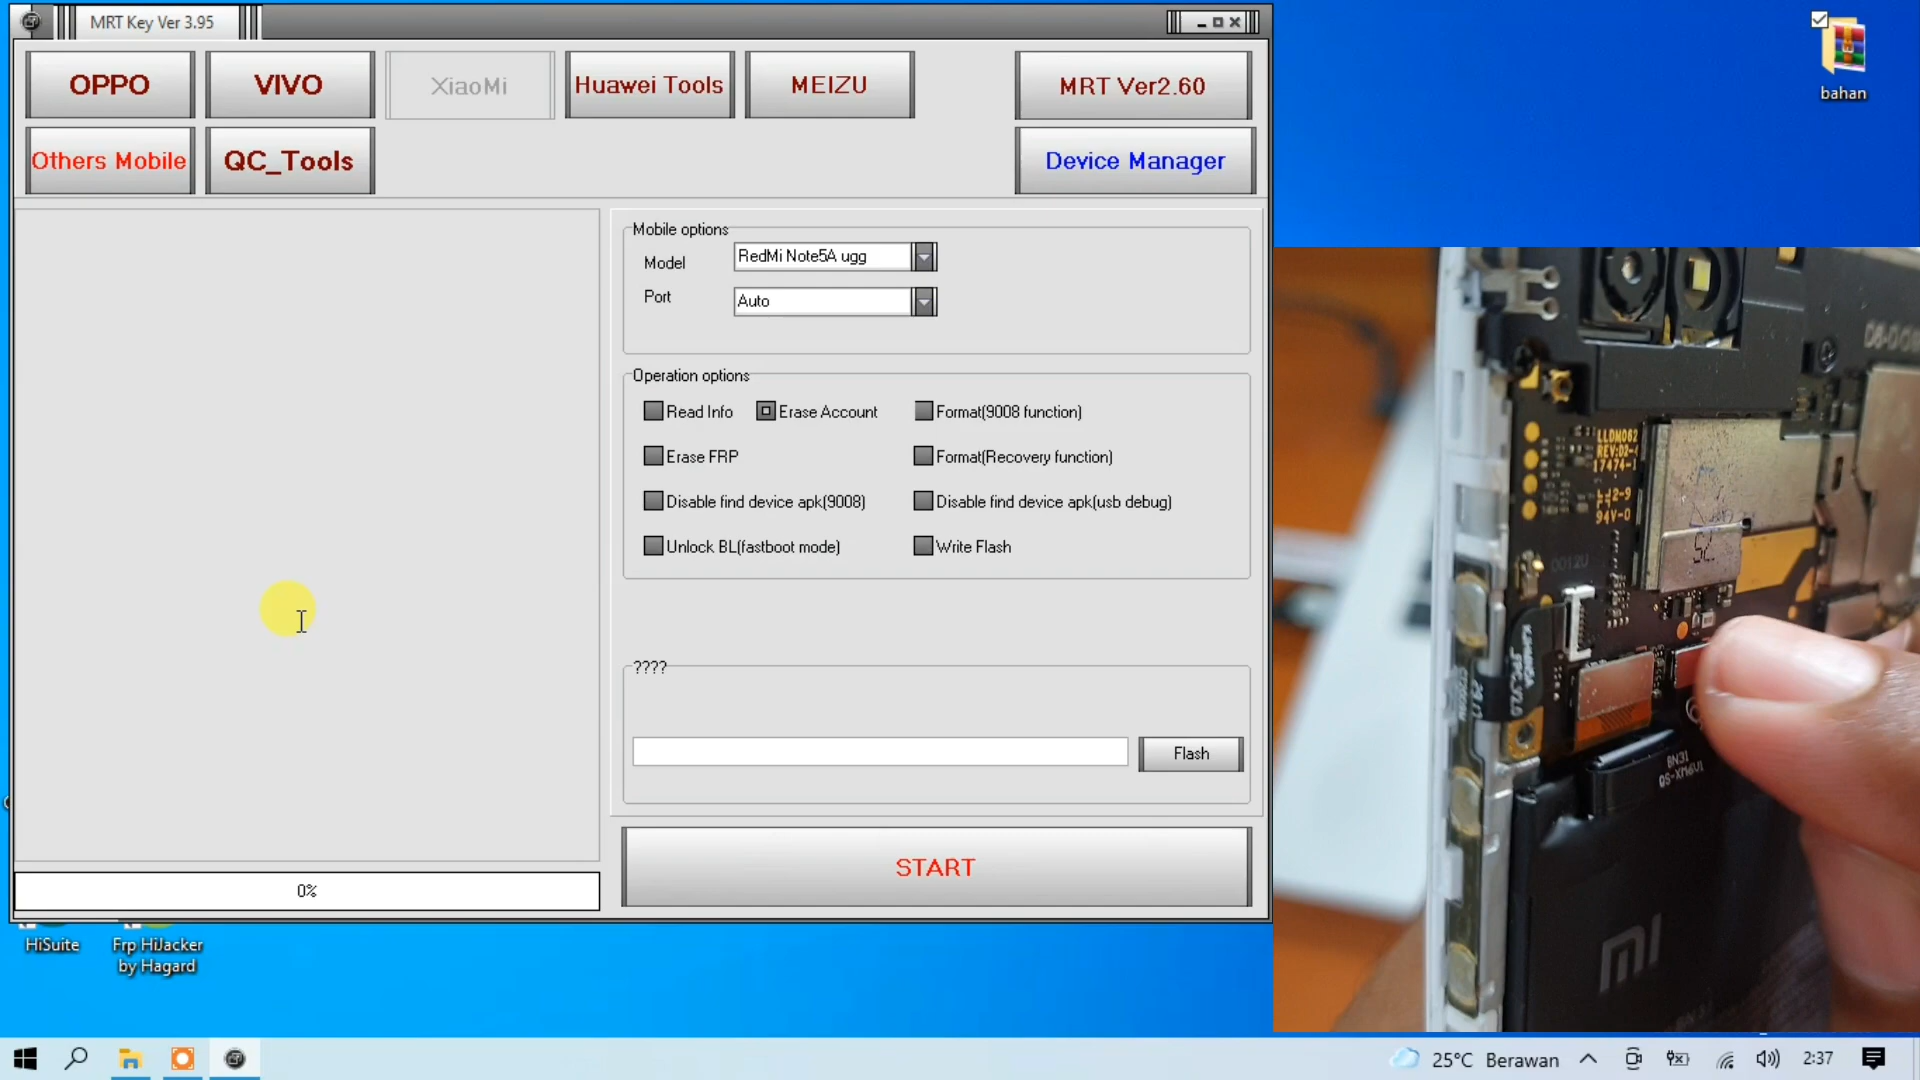 MRT Key Ver 3.95
OPPO
VIVO
XiaoMi
Huawei Tools
MEIZU
MRT Ver2.60
Others Mobile
QC_Tools
Device Manager
Mobile options
Model
RedMi Note5A ugg
Port
Auto
Operation options
Read Info
Erase Account
Format(9008 function)
Erase FRP
Format(Recovery function)
Disable find device apk(9008)
Disable find device apk(usb debug)
Unlock BL(fastboot mode)
Write Flash
????
Flash
START
0%
bahan
HiSuite
Frp HiJacker
by Hagard
94V-0
BN31
25°C Berawan
2:37